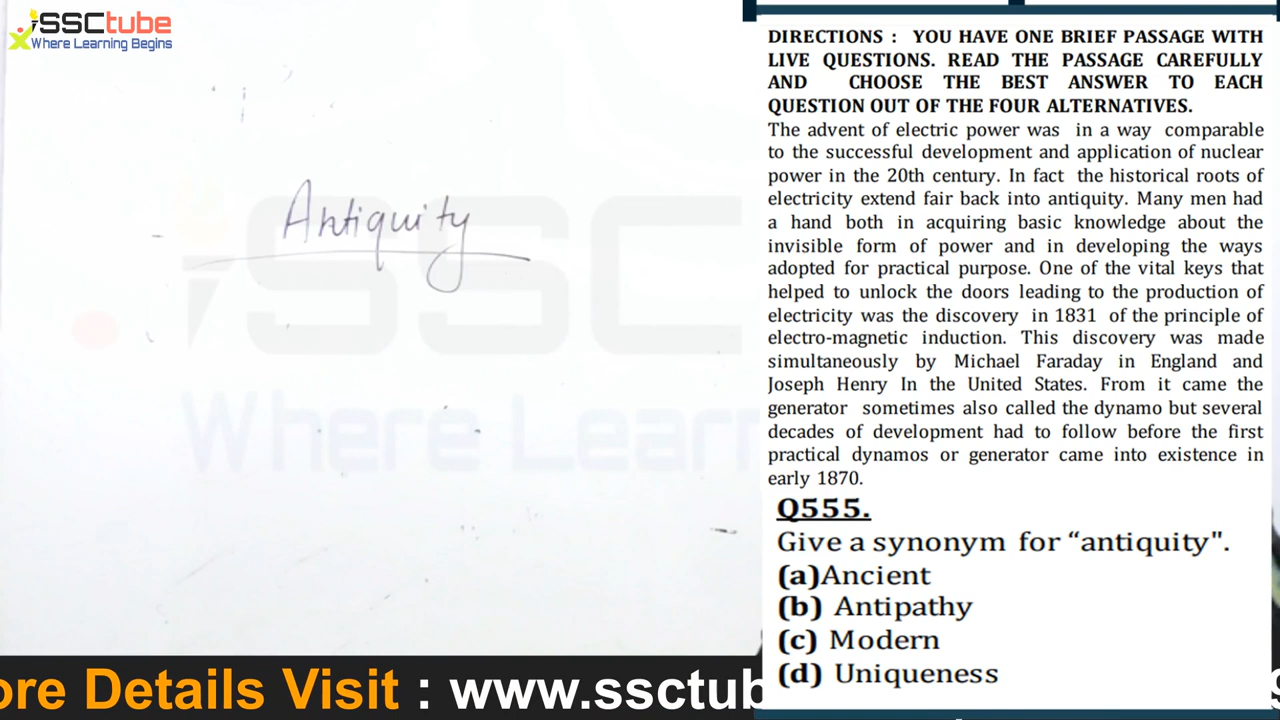 iSSCtube
Where Learning Begins
Antiquity
iSSC
Where Learn
DIRECTIONS : YOU HAVE ONE BRIEF PASSAGE WITH
LIVE QUESTIONS. READ THE PASSAGE CAREFULLY
AND CHOOSE THE BEST ANSWER TO EACH
QUESTION OUT OF THE FOUR ALTERNATIVES.
The advent of electric power was in a way comparable
to the successful development and application of nuclear
power in the 20th century. In fact the historical roots of
electricity extend fair back into antiquity. Many men had
a hand both in acquiring basic knowledge about the
invisible form of power and in developing the ways
adopted for practical purpose. One of the vital keys that
helped to unlock the doors leading to the production of
electricity was the discovery in 1831 of the principle of
electro-magnetic induction. This discovery was made
simultaneously by Michael Faraday in England and
Joseph Henry In the United States. From it came the
generator sometimes also called the dynamo but several
decades of development had to follow before the first
practical dynamos or generator came into existence in
early 1870.
Q555.
Give a synonym for “antiquity".
(a)Ancient
(b) Antipathy
(c) Modern
(d) Uniqueness
ore Details Visit : www.ssctub